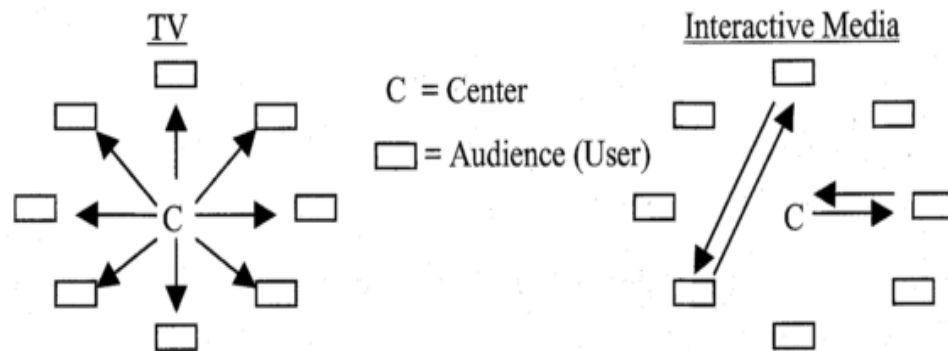 TV
Interactive Media
C = Center
= Audience (User)
C
C